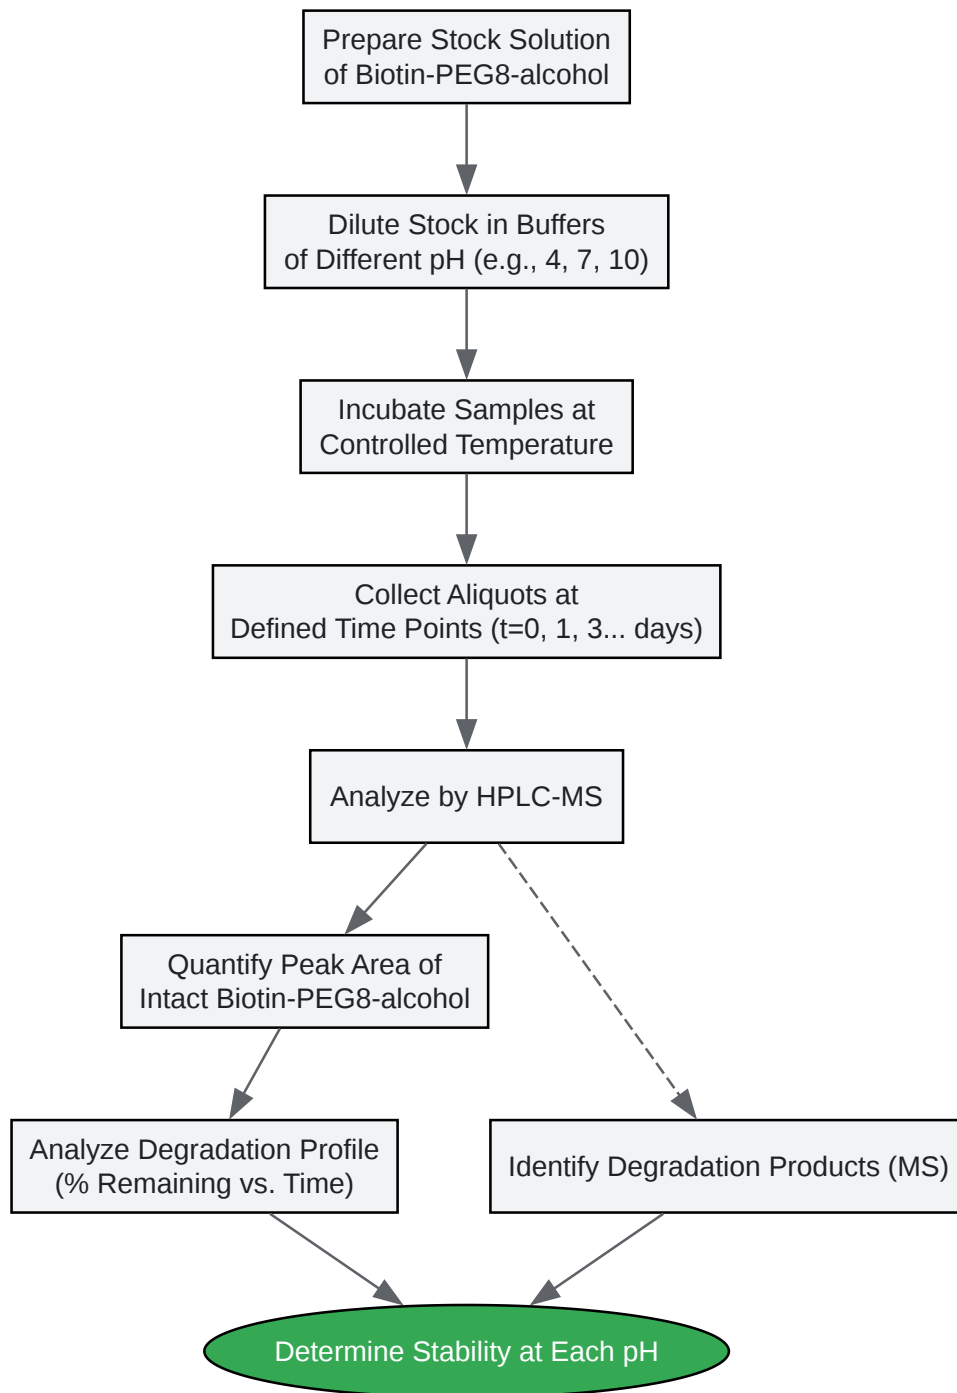 Prepare Stock Solution
of Biotin-PEG8-alcohol
Dilute Stock in Buffers
of Different pH (e.g., 4, 7, 10)
Incubate Samples at
Controlled Temperature
Collect Aliquots at
Defined Time Points (t=0, 1, 3... days)
Analyze by HPLC-MS
Quantify Peak Area of
Intact Biotin-PEG8-alcohol
Analyze Degradation Profile
(% Remaining vs. Time)
Identify Degradation Products (MS)
Determine Stability at Each pH